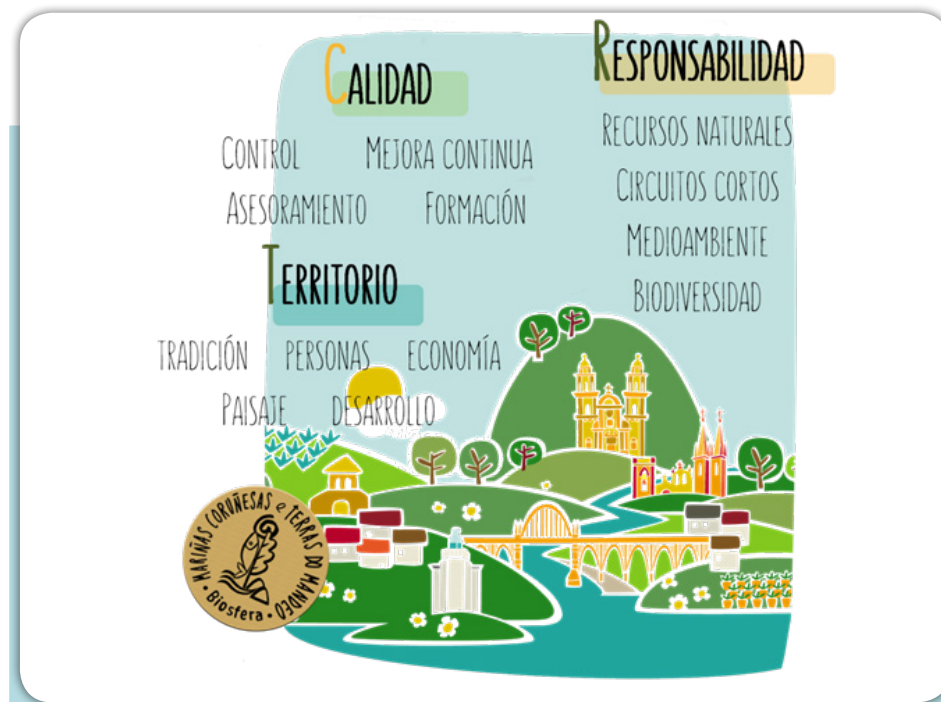 CALIDAD
CONTROL MEJORA CONTINUA
ASESORAMIENTO FORMACIÓN
TERRITORIO
TRADICIÓN PERSONAS ECONOMÍA
PAISAJE DESARROLLO
RESPONSABILIDAD
RECURSOS NATURALES
CIRCUITOS CORTOS
MEDIOAMBIENTE
BIODIVERSIDAD
MARIÑAS CORUÑESAS e TERRAS DO MANDEO
Biosfera